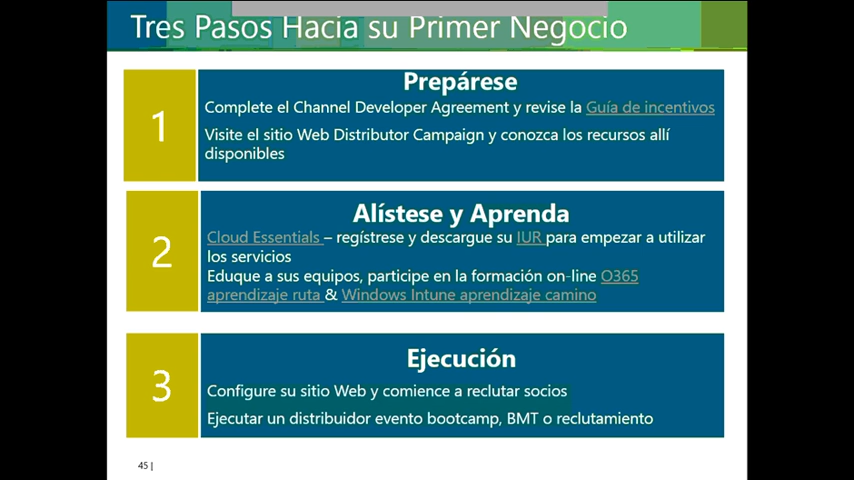 Tres Pasos Hacia su Primer Negocio
1
Prepárese
Complete el Channel Developer Agreement y revise la Guía de incentivos
Visite el sitio Web Distributor Campaign y conozca los recursos allí
disponibles
2
Alístese y Aprenda
Cloud Essentials – regístrese y descargue su IUR para empezar a utilizar
los servicios
Eduque a sus equipos, participe en la formación on-line O365
aprendizaje ruta & Windows Intune aprendizaje camino
3
Ejecución
Configure su sitio Web y comience a reclutar socios
Ejecutar un distribuidor evento bootcamp, BMT o reclutamiento
45 |